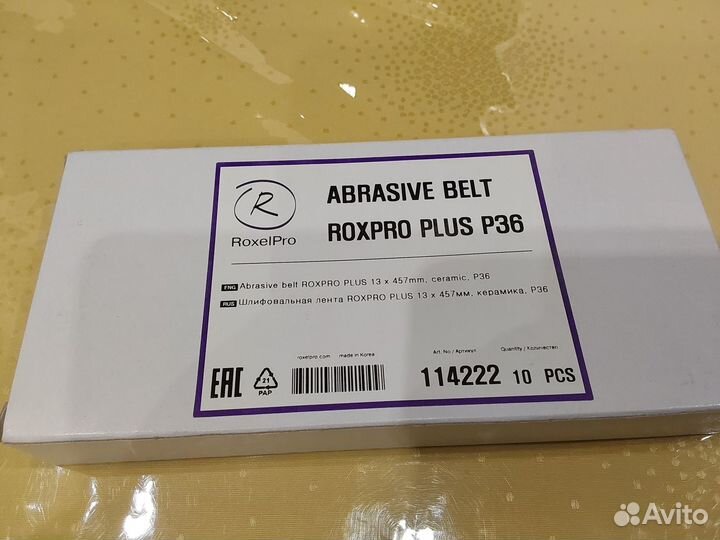 R
RoxelPro
ABRASIVE BELT
ROXPRO PLUS P36
ENG Abrasive belt ROXPRO PLUS 13 x 457mm, ceramic, P36
RUS Шлифовальная лента ROXPRO PLUS 13 x 457мм, керамика, P36
roxelpro.com made in Korea
Art. No / Артикул Quantity / Количество
EAC 21 PAP 114222 10 PCS
Avito